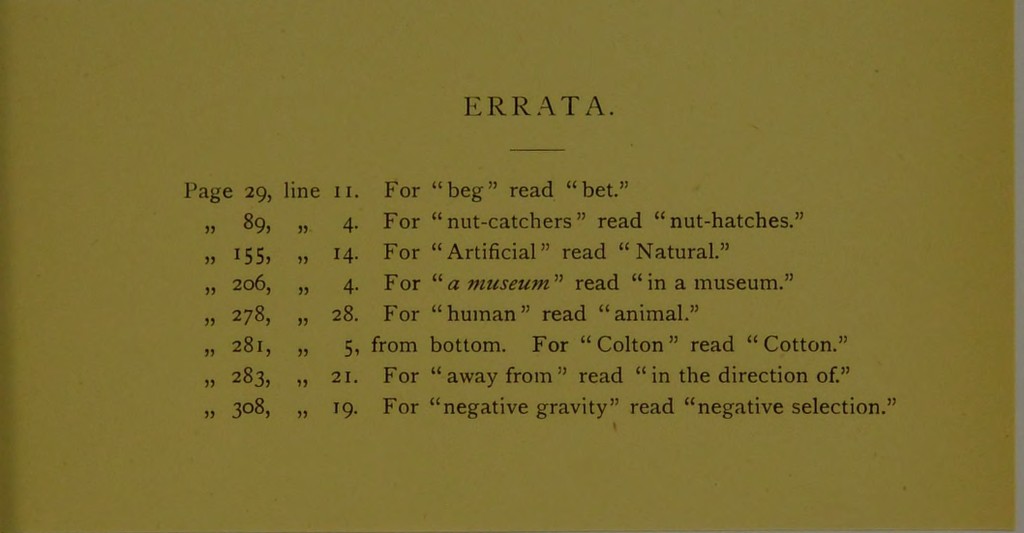 ERRATA.
Page 29, line 11. For “beg” read “bet.”
„ 89, „ 4. For “nut-catchers” read “nut-hatches.”
„ 155, „ 14. For “Artificial” read “Natural.”
„ 206, „ 4. For “a museum” read “in a museum.”
„ 278, „ 28. For “human” read “animal.”
„ 281, „ 5, from bottom. For “Colton” read “Cotton.”
„ 283, „ 21. For “away from” read “in the direction of.”
„ 308, „ 19. For “negative gravity” read “negative selection.”